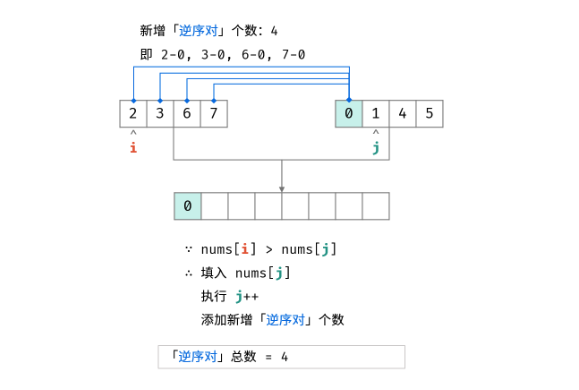 新增「逆序对」个数: 4
即 2-0, 3-0, 6-0, 7-0
2 3 6 7 0 1 4 5
^ ^
i j
0
∵ nums[i] > nums[j]
∴ 填入 nums[j]
执行 j++
添加新增「逆序对」个数
「逆序对」总数 = 4